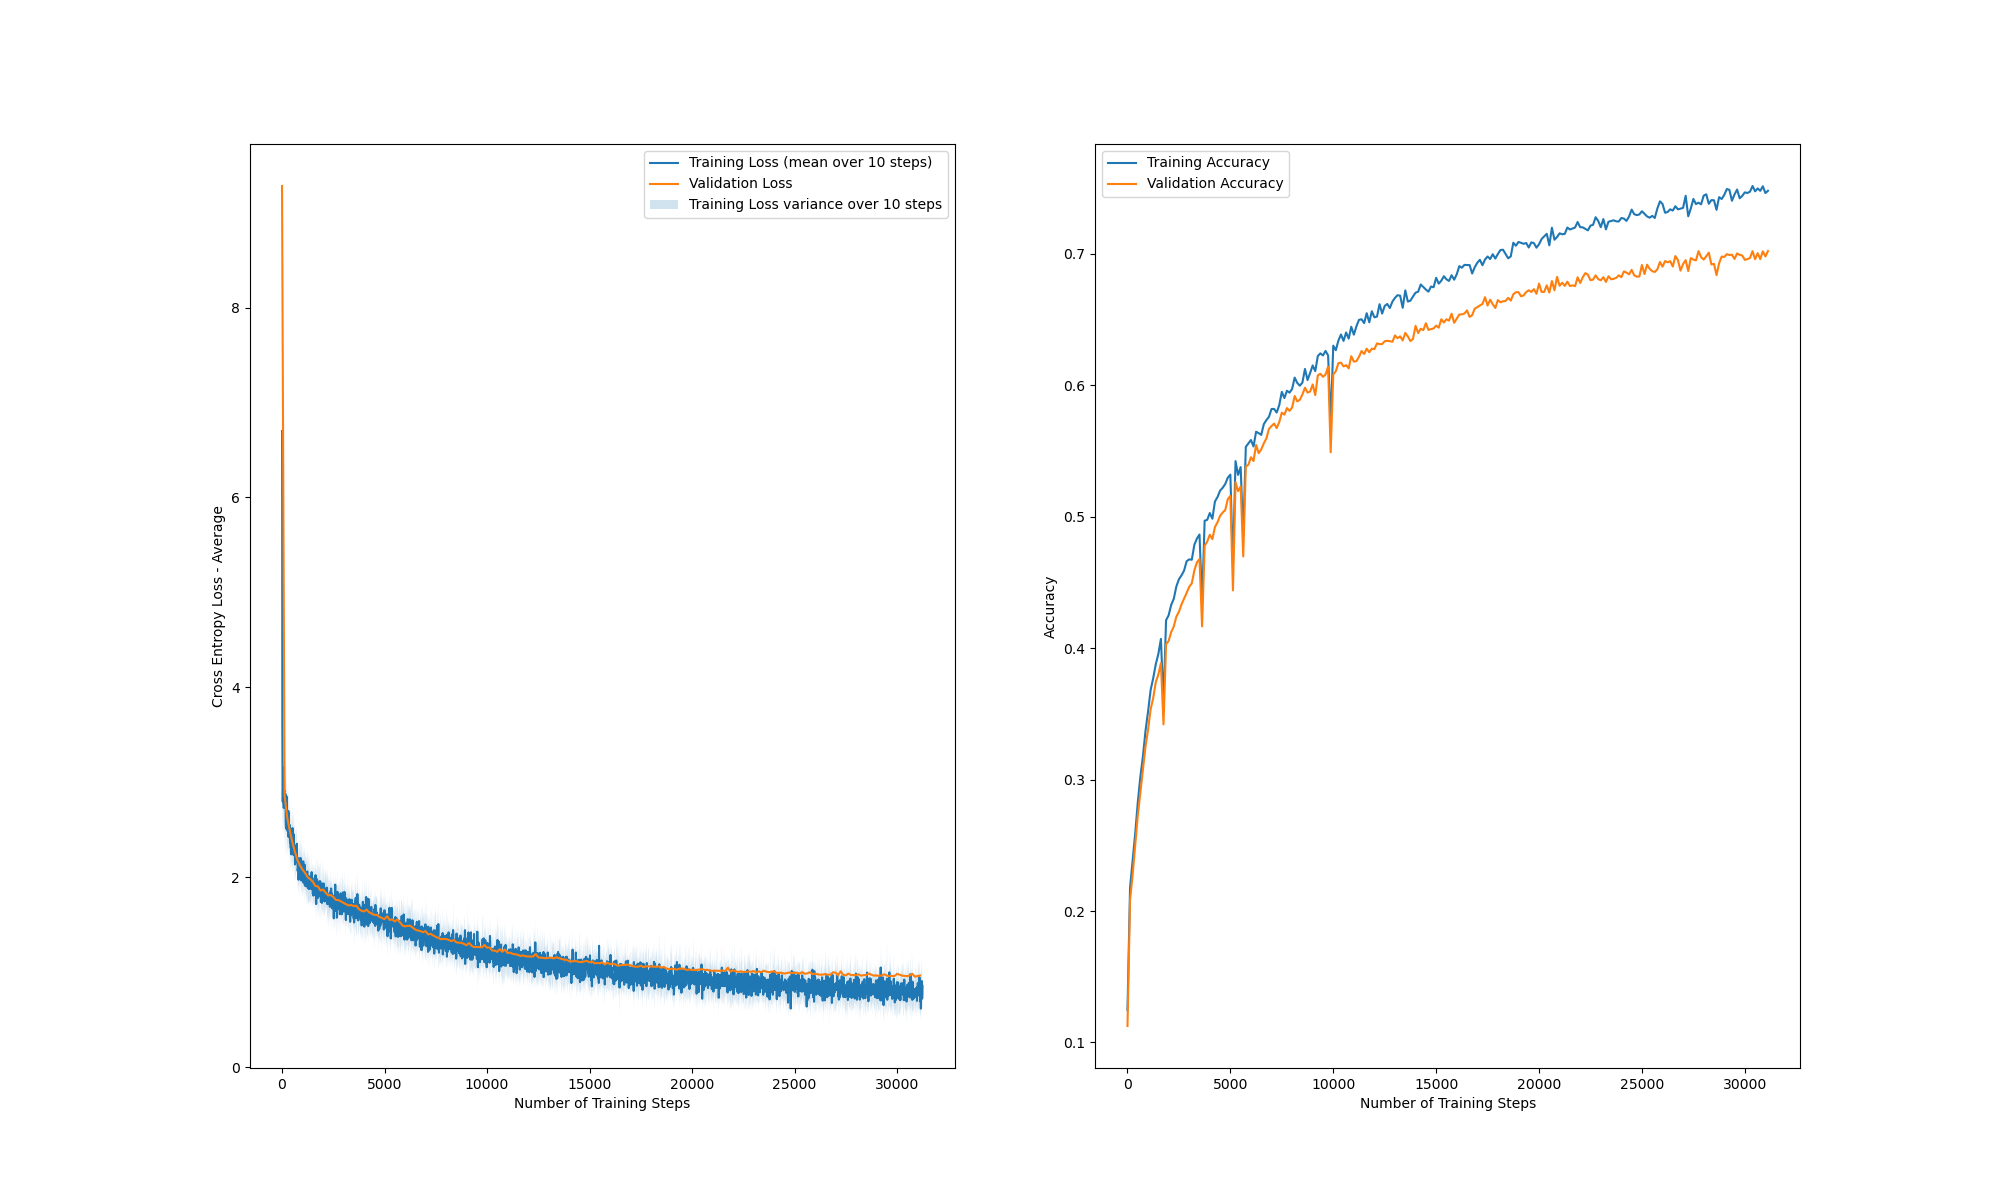 Training Loss (mean over 10 steps)
Validation Loss
Training Loss variance over 10 steps
Cross Entropy Loss - Average
8
6
4
2
0
0 5000 10000 15000 20000 25000 30000
Number of Training Steps
Training Accuracy
Validation Accuracy
Accuracy
0.7
0.6
0.5
0.4
0.3
0.2
0.1
0 5000 10000 15000 20000 25000 30000
Number of Training Steps